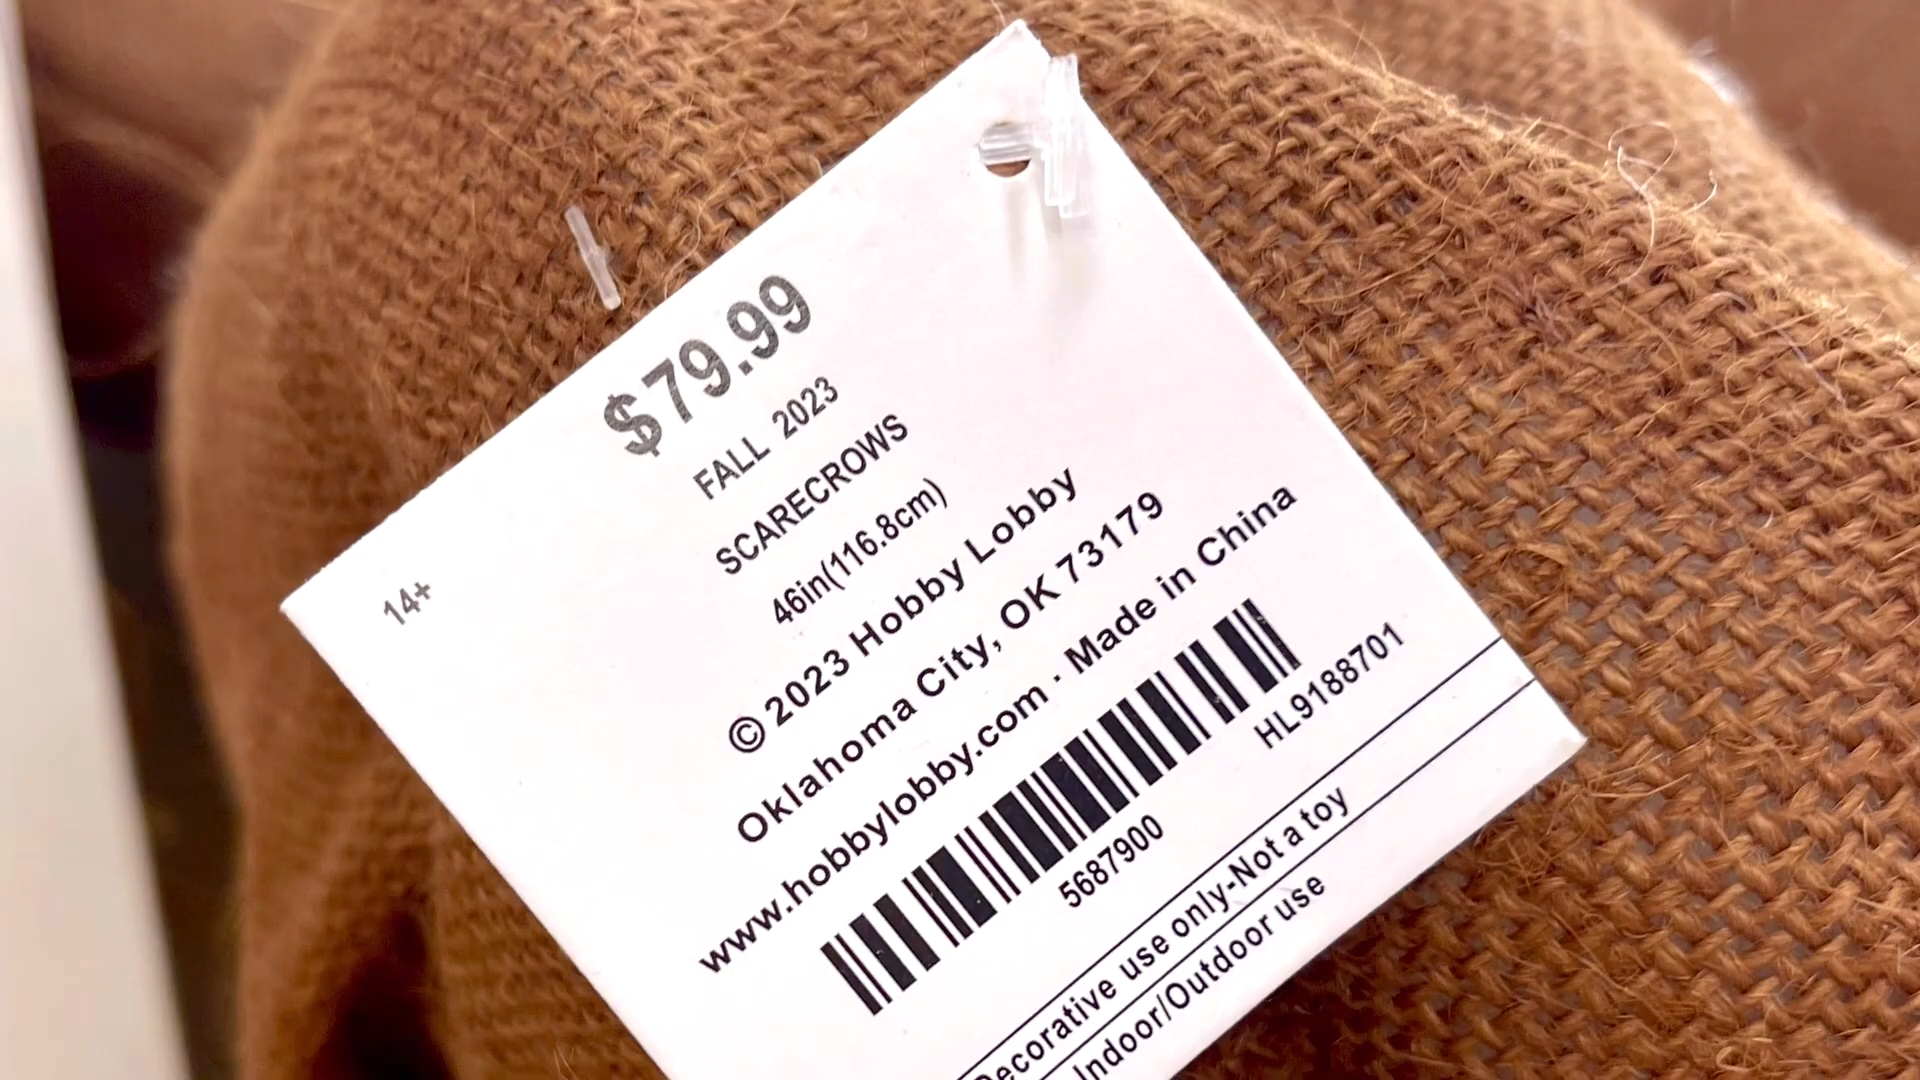 $79.99
FALL 2023
SCARECROWS
46in(116.8cm)
14+
© 2023 Hobby Lobby
Oklahoma City, OK 73179
www.hobbylobby.com · Made in China
HL9188701
5687900
Decorative use only-Not a toy
Indoor/Outdoor use